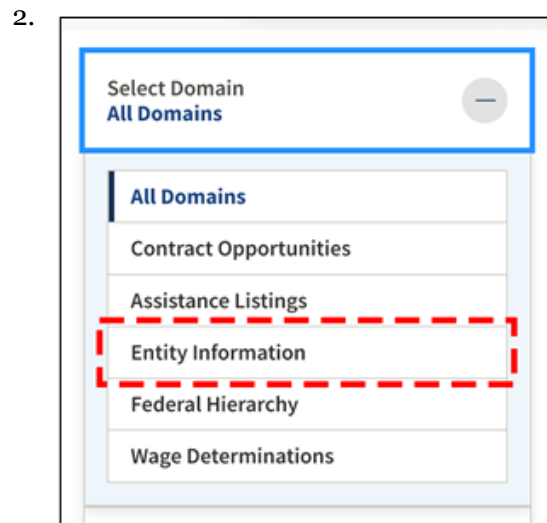 2.
Select Domain
All Domains
All Domains
Contract Opportunities
Assistance Listings
Entity Information
Federal Hierarchy
Wage Determinations